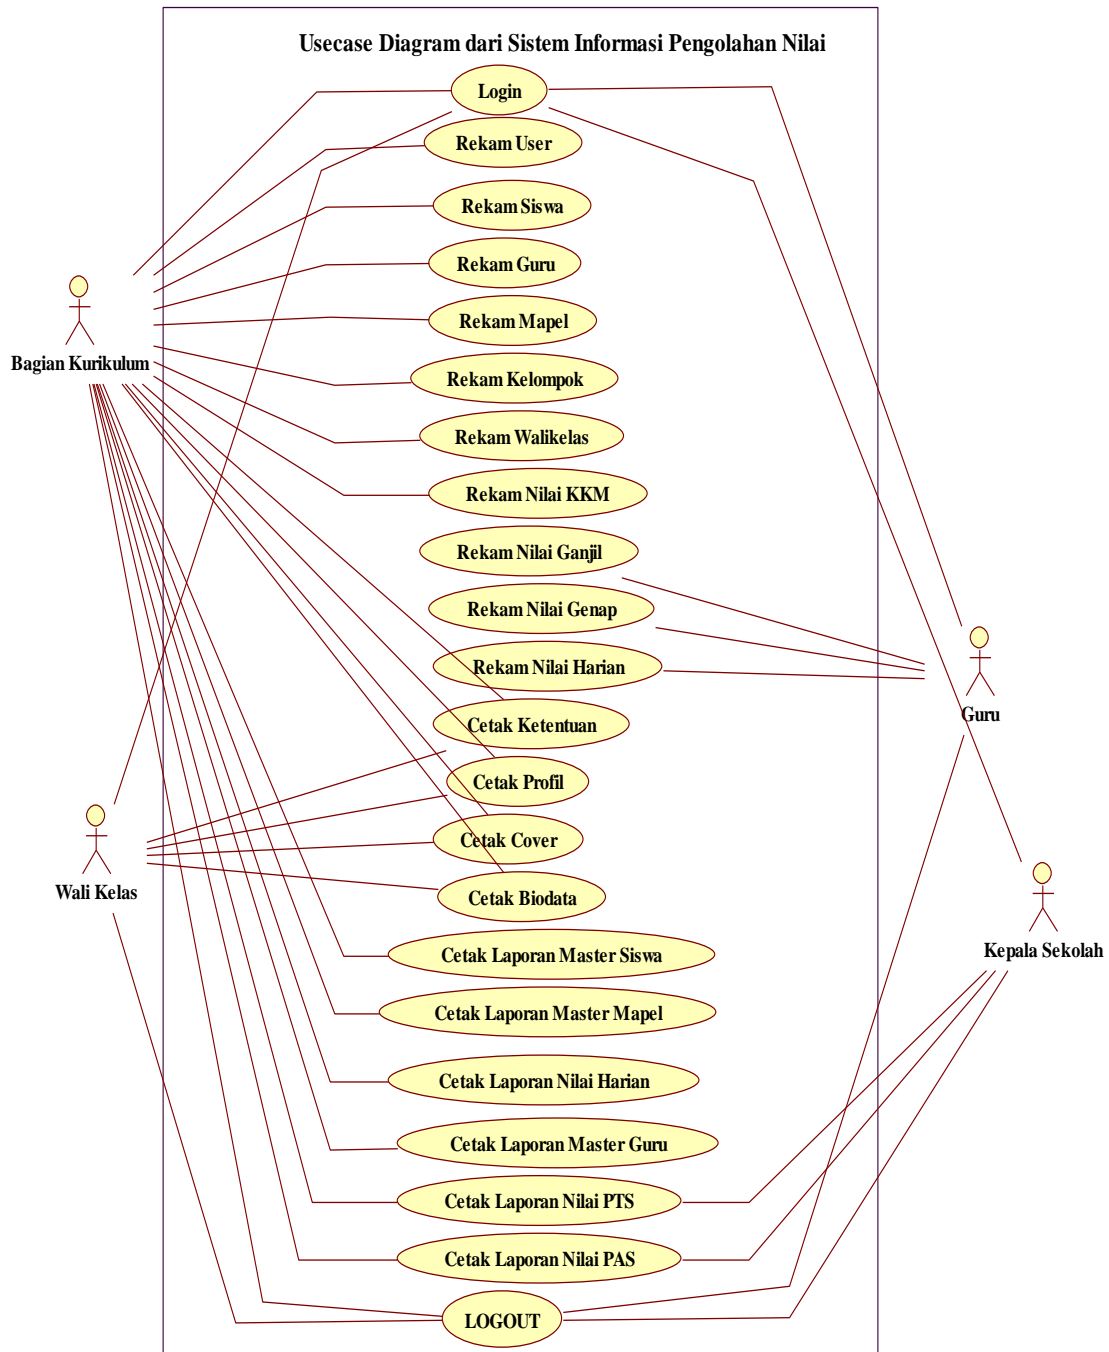 Usecase Diagram dari Sistem Informasi Pengolahan Nilai
Login
Rekam User
Rekam Siswa
Rekam Guru
Rekam Mapel
Bagian Kurikulum
Rekam Kelompok
Rekam Walikelas
Rekam Nilai KKM
Rekam Nilai Ganjil
Rekam Nilai Genap
Rekam Nilai Harian
Guru
Cetak Ketentuan
Cetak Profil
Cetak Cover
Wali Kelas
Cetak Biodata
Cetak Laporan Master Siswa
Kepala Sekolah
Cetak Laporan Master Mapel
Cetak Laporan Nilai Harian
Cetak Laporan Master Guru
Cetak Laporan Nilai PTS
Cetak Laporan Nilai PAS
LOGOUT